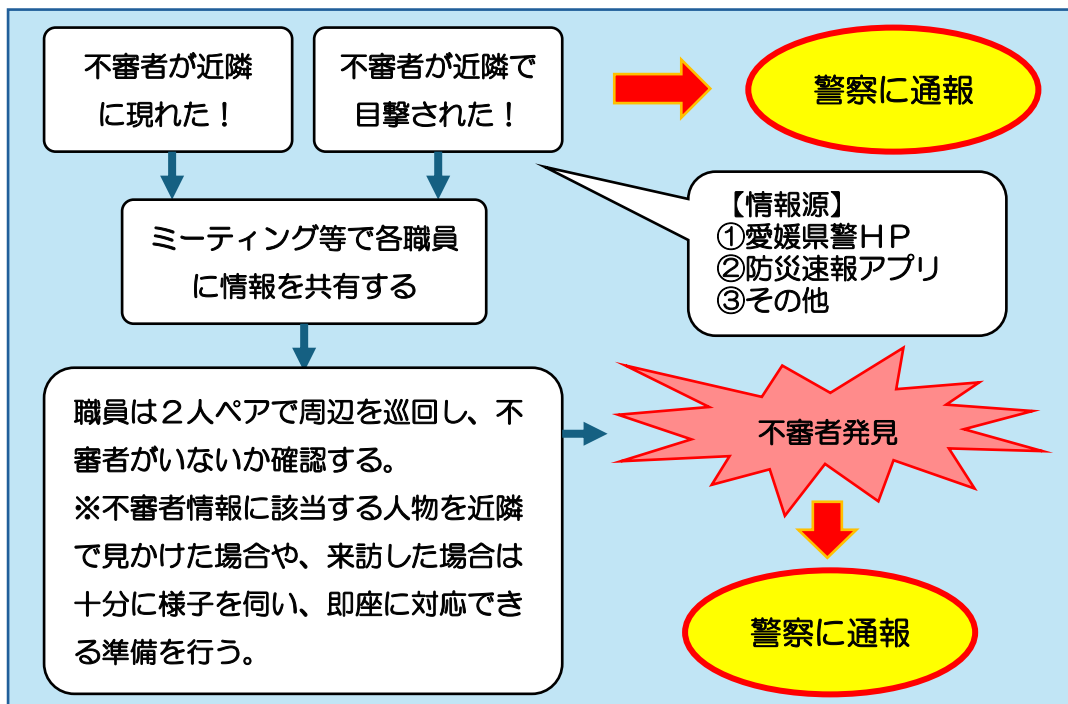 不審者が近隣
に現れた！
不審者が近隣で
目撃された！
警察に通報
【情報源】
①愛媛県警ＨＰ
②防災速報アプリ
③その他
ミーティング等で各職員
に情報を共有する
職員は２人ペアで周辺を巡回し、不
審者がいないか確認する。
※不審者情報に該当する人物を近隣
で見かけた場合や、来訪した場合は
十分に様子を伺い、即座に対応でき
る準備を行う。
不審者発見
警察に通報